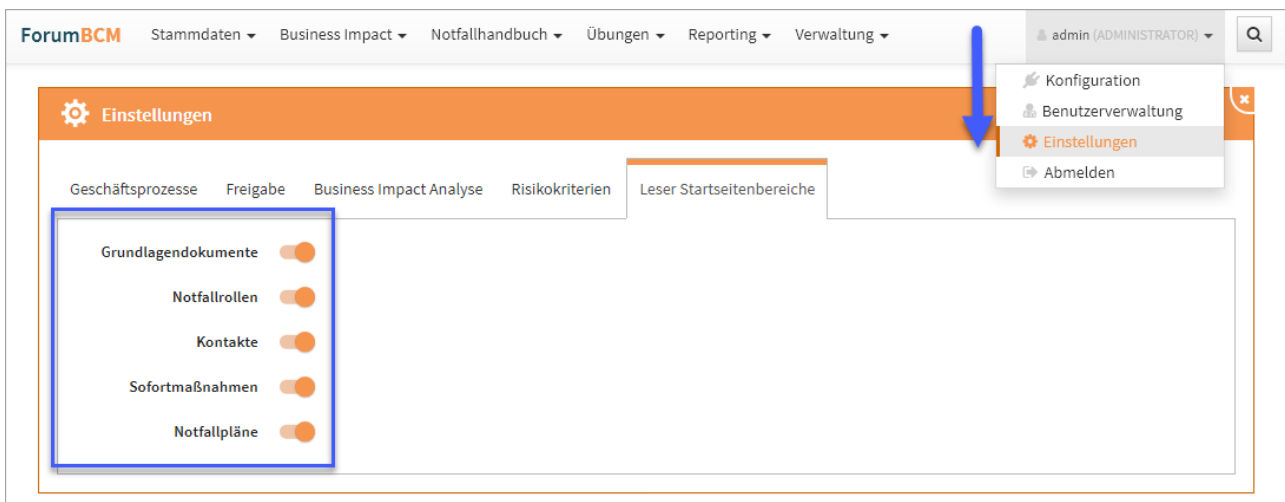 ForumBCM Stammdaten Business Impact Notfallhandbuch Übungen Reporting Verwaltung admin (ADMINISTRATOR)
Konfiguration
Benutzerverwaltung
Einstellungen
Abmelden
Einstellungen
Geschäftsprozesse Freigabe Business Impact Analyse Risikokriterien Leser Startseitenbereiche
Grundlagendokumente
Notfallrollen
Kontakte
Sofortmaßnahmen
Notfallpläne